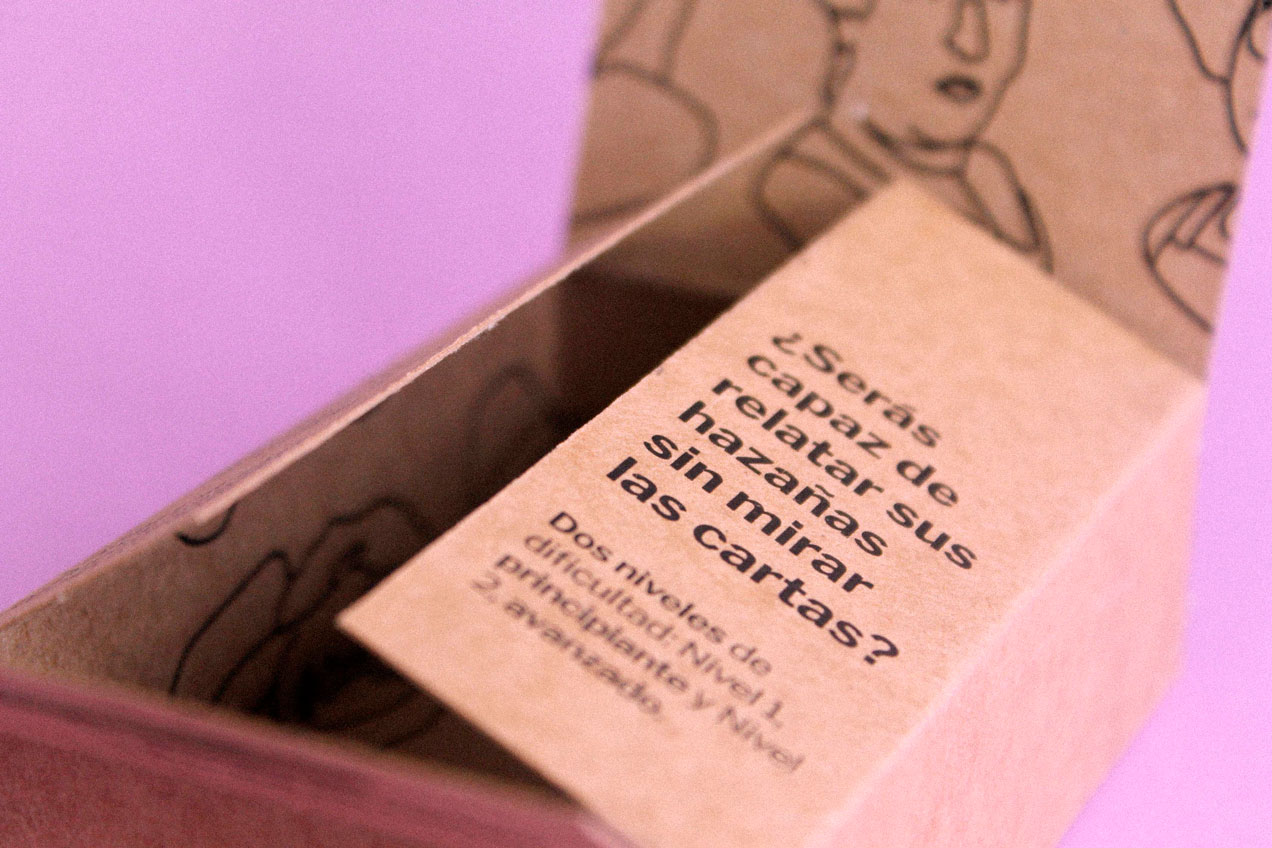 ¿Serás
capaz de
relatar sus
hazañas
sin mirar
las cartas?
Dos niveles de
dificultad: Nivel 1,
principiante y Nivel
2, avanzado.